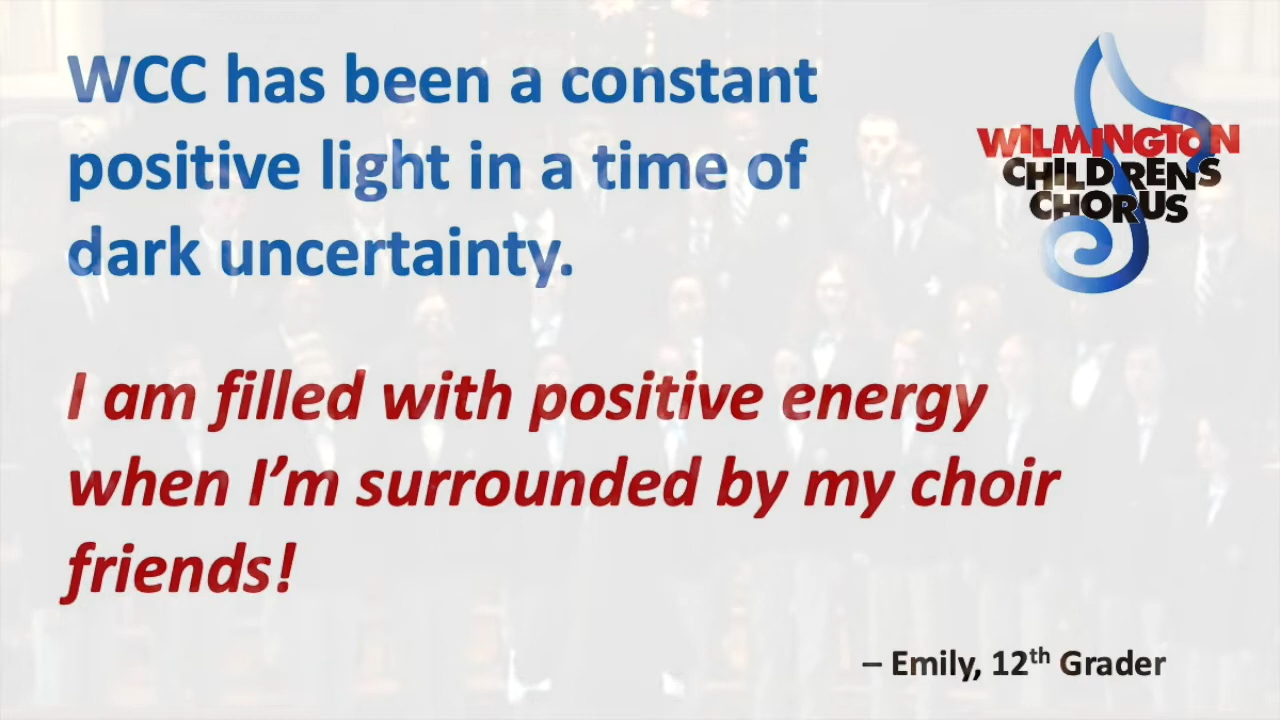 WCC has been a constant
positive light in a time of
dark uncertainty.
WILMINGTON
CHILDRENS
CHORUS
I am filled with positive energy
when I’m surrounded by my choir
friends!
– Emily, 12th Grader